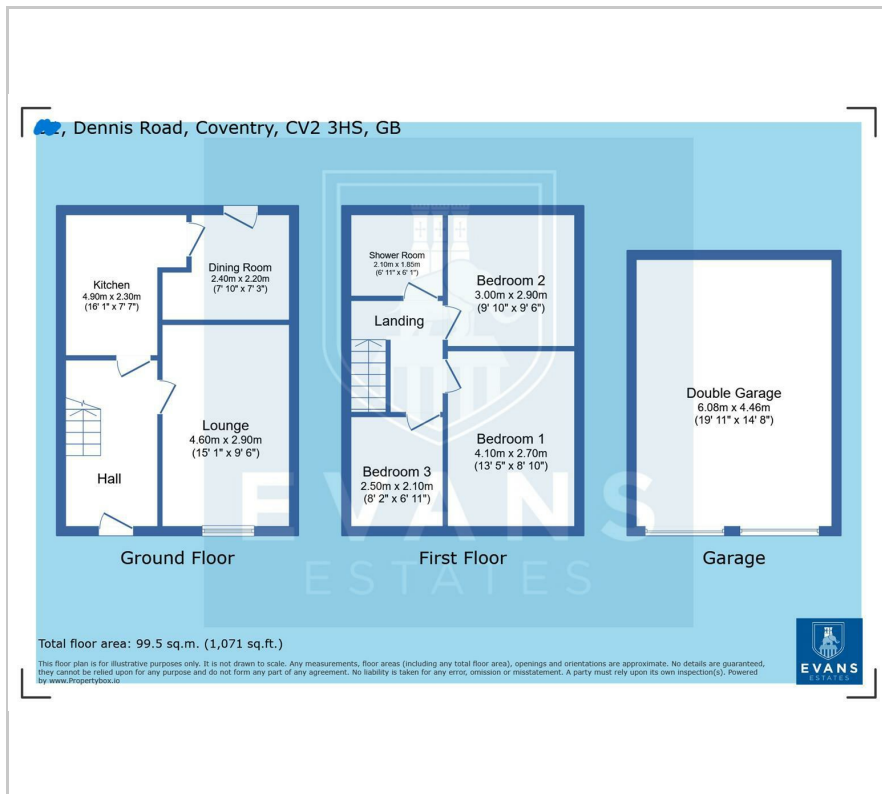 , Dennis Road, Coventry, CV2 3HS, GB
Kitchen
4.90m x 2.30m
(16' 1" x 7' 7")
Dining Room
2.40m x 2.20m
(7' 10" x 7' 3")
Lounge
4.60m x 2.90m
(15' 1" x 9' 6")
Hall
Ground Floor
Shower Room
2.10m x 1.85m
(6' 11" x 6' 1")
Bedroom 2
3.00m x 2.90m
(9' 10" x 9' 6")
Landing
Bedroom 1
4.10m x 2.70m
(13' 5" x 8' 10")
Bedroom 3
2.50m x 2.10m
(8' 2" x 6' 11")
First Floor
Double Garage
6.08m x 4.46m
(19' 11" x 14' 8")
Garage
EVANS
ESTATES
Total floor area: 99.5 sq.m. (1,071 sq.ft.)
This floor plan is for illustrative purposes only. It is not drawn to scale. Any measurements, floor areas (including any total floor area), openings and orientations are approximate. No details are guaranteed,
they cannot be relied upon for any purpose and do not form any part of any agreement. No liability is taken for any error, omission or misstatement. A party must rely upon its own inspection(s). Powered
by www.Propertybox.io
EVANS
ESTATES